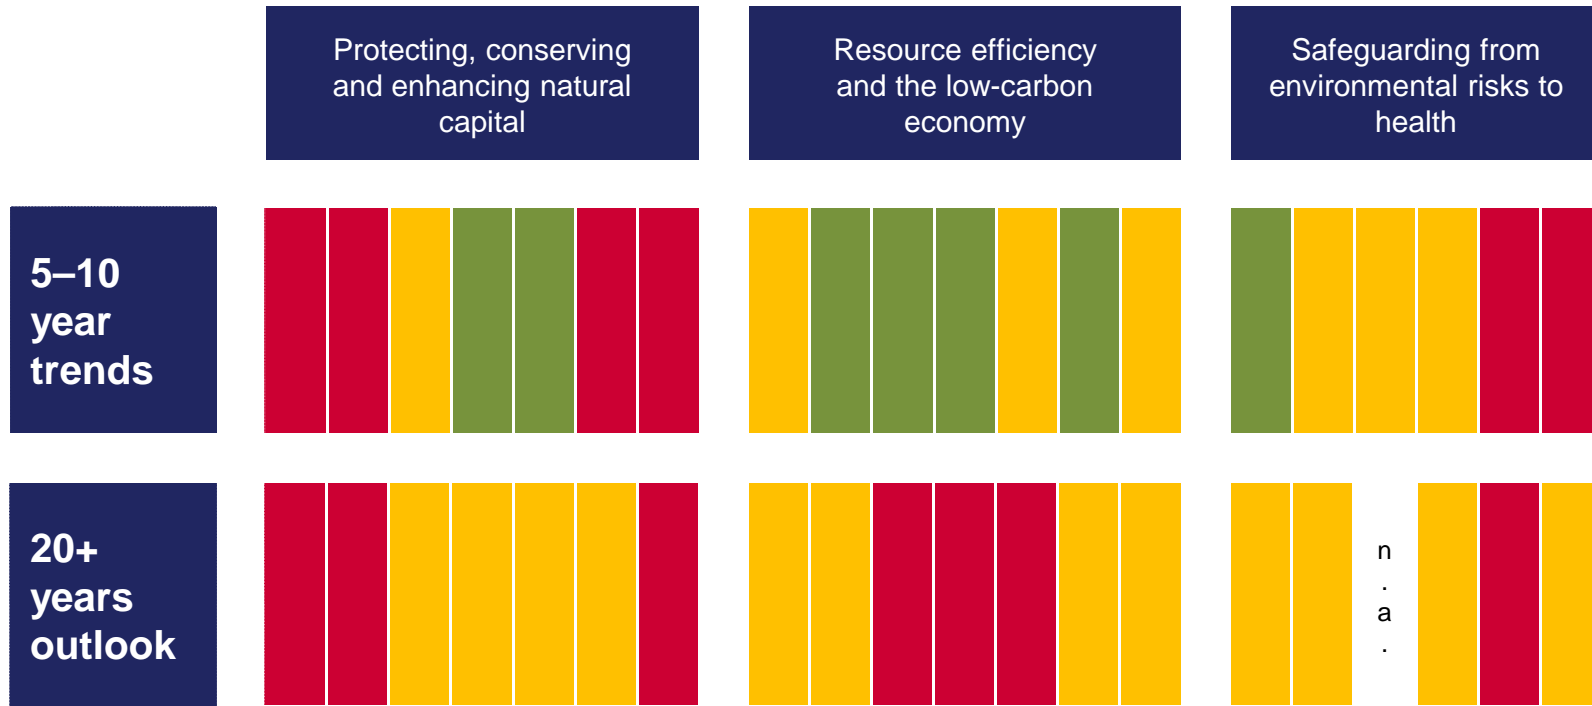 Protecting, conserving
and enhancing natural
capital
Resource efficiency
and the low-carbon
economy
Safeguarding from
environmental risks to
health
5–10
year
trends
20+
years
outlook
n
.
a
.